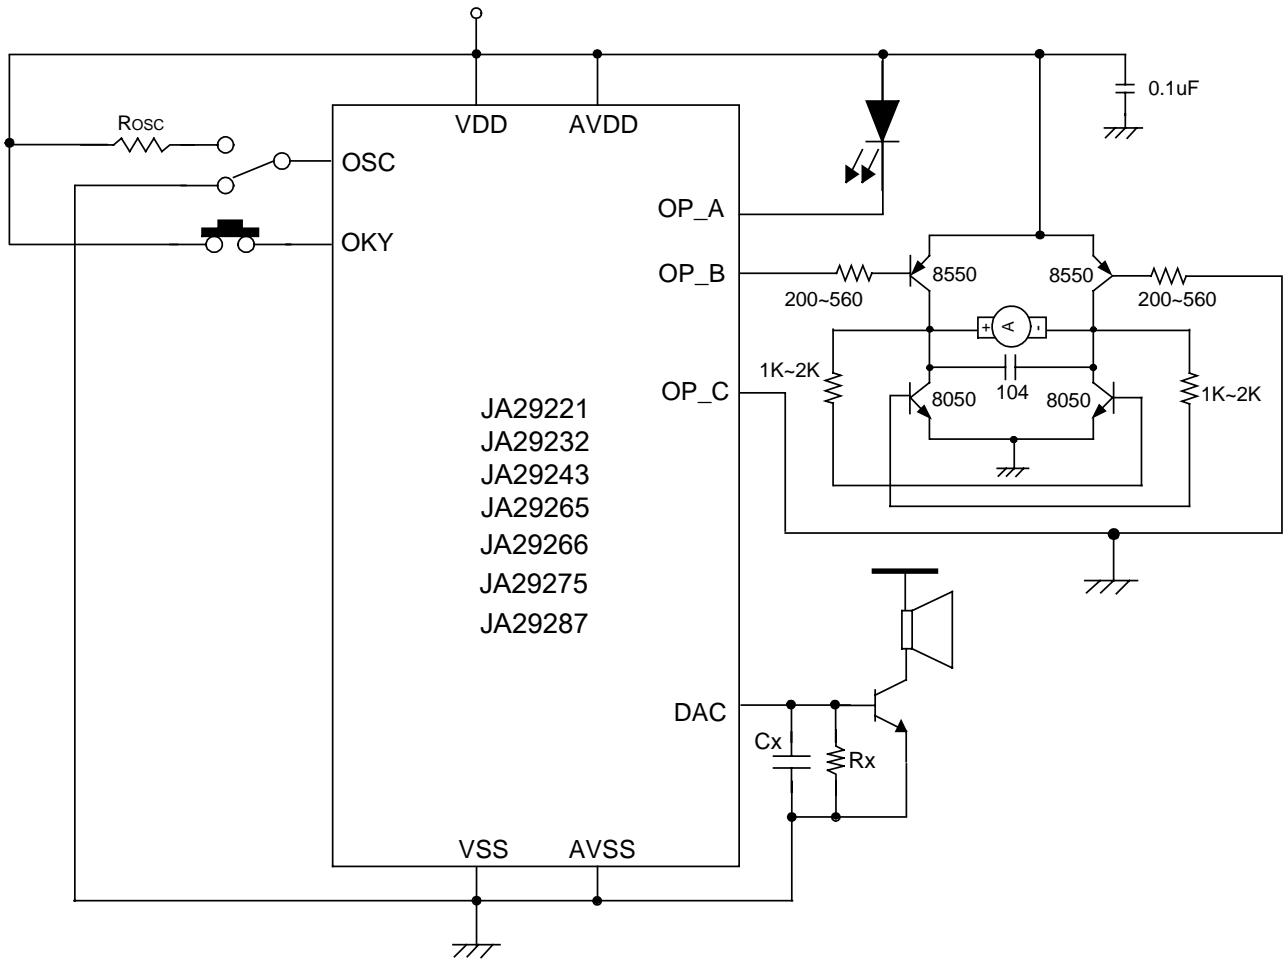 0.1uF
VDD
AVDD
ROSC
OSC
OP_A
OKY
OP_B
8550
8550
200~560
200~560
+
A
-
1K~2K
OP_C
8050
104
8050
1K~2K
JA29221
JA29232
JA29243
JA29265
JA29266
JA29275
JA29287
DAC
Cx
Rx
VSS
AVSS